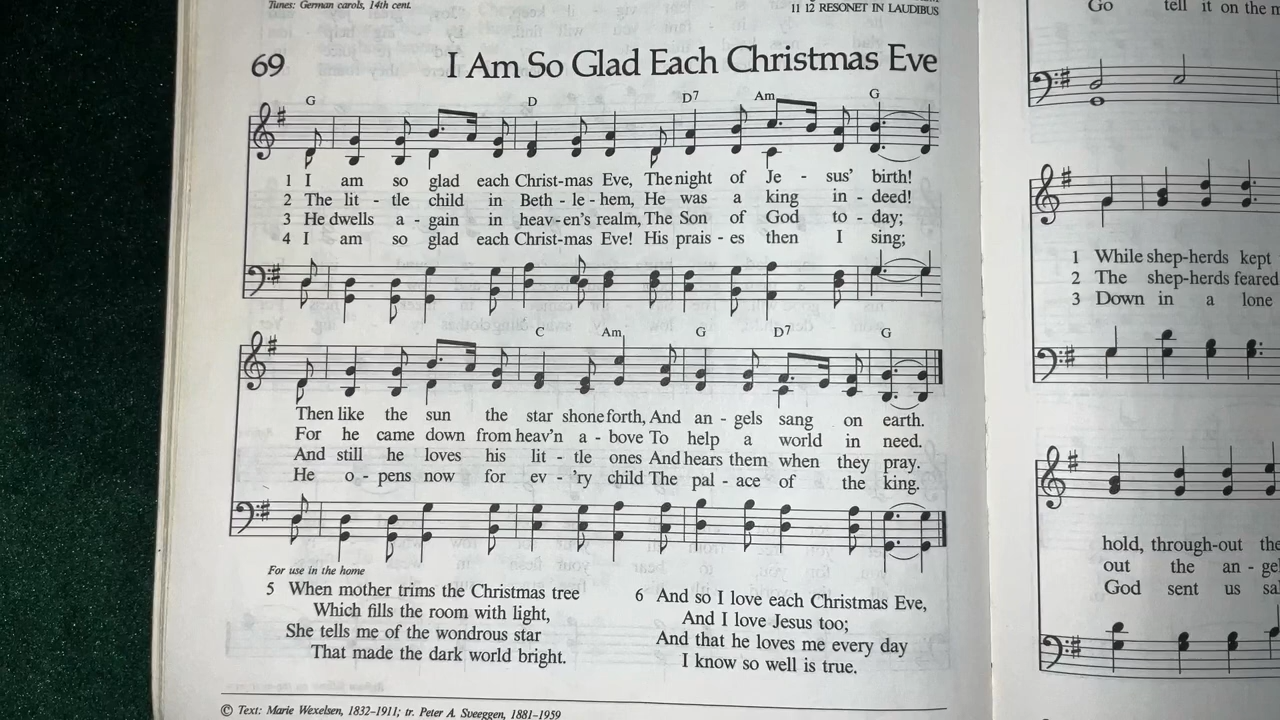 Tunes: German carols, 14th cent.
11 12 RESONET IN LAUDIBUS
69 I Am So Glad Each Christmas Eve
G D D7 Am G
1 I am so glad each Christ-mas Eve, The night of Je - sus' birth!
2 The lit - tle child in Beth - le - hem, He was a king in - deed!
3 He dwells a - gain in heav-en's realm, The Son of God to - day;
4 I am so glad each Christ-mas Eve! His prais - es then I sing;
C Am G D7 G
Then like the sun the star shone forth, And an - gels sang on earth.
For he came down from heav'n a - bove To help a world in need.
And still he loves his lit - tle ones And hears them when they pray.
He o - pens now for ev - 'ry child The pal - ace of the king.
For use in the home
5 When mother trims the Christmas tree
Which fills the room with light,
She tells me of the wondrous star
That made the dark world bright.
6 And so I love each Christmas Eve,
And I love Jesus too;
And that he loves me every day
I know so well is true.
© Text: Marie Wexelsen, 1832–1911; tr. Peter A. Sveeggen, 1881–1959
Go tell it on the
1 While shep-herds kept
2 The shep-herds feared
3 Down in a lone
hold, through-out the
out the an - ge
God sent us sa